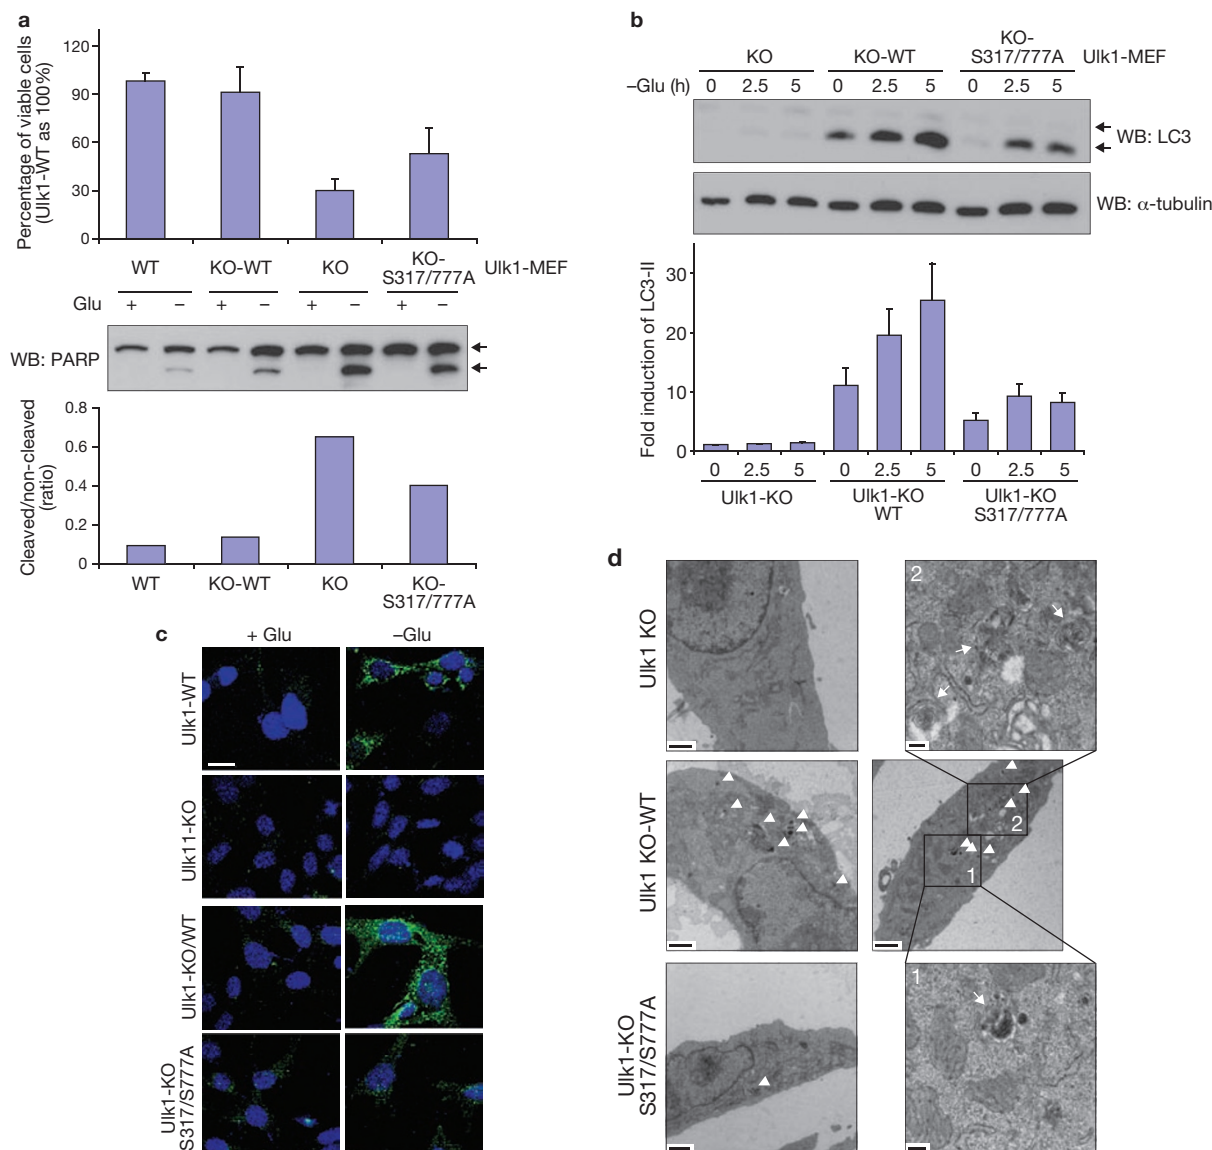 a
Percentage of viable cells
(Ulk1-WT as 100%)
120
90
60
30
0
WT
KO-WT
KO
KO-
S317/777A
Ulk1-MEF
Glu
+
–
+
–
+
–
+
–
WB: PARP
Cleaved/non-cleaved
(ratio)
0.8
0.6
0.4
0.2
0
WT
KO-WT
KO
KO-
S317/777A
b
KO
KO-WT
KO-
S317/777A
Ulk1-MEF
–Glu (h)
0
2.5
5
0
2.5
5
0
2.5
5
WB: LC3
WB: α-tubulin
Fold induction of LC3-II
30
20
10
0
0
2.5
5
0
2.5
5
0
2.5
5
Ulk1-KO
Ulk1-KO
WT
Ulk1-KO
S317/777A
c
+ Glu
–Glu
Ulk1-WT
Ulk11-KO
Ulk1-KO/WT
Ulk1-KO
S317/S777A
d
Ulk1 KO
2
Ulk1 KO-WT
2
1
Ulk1-KO
S317/S777A
1